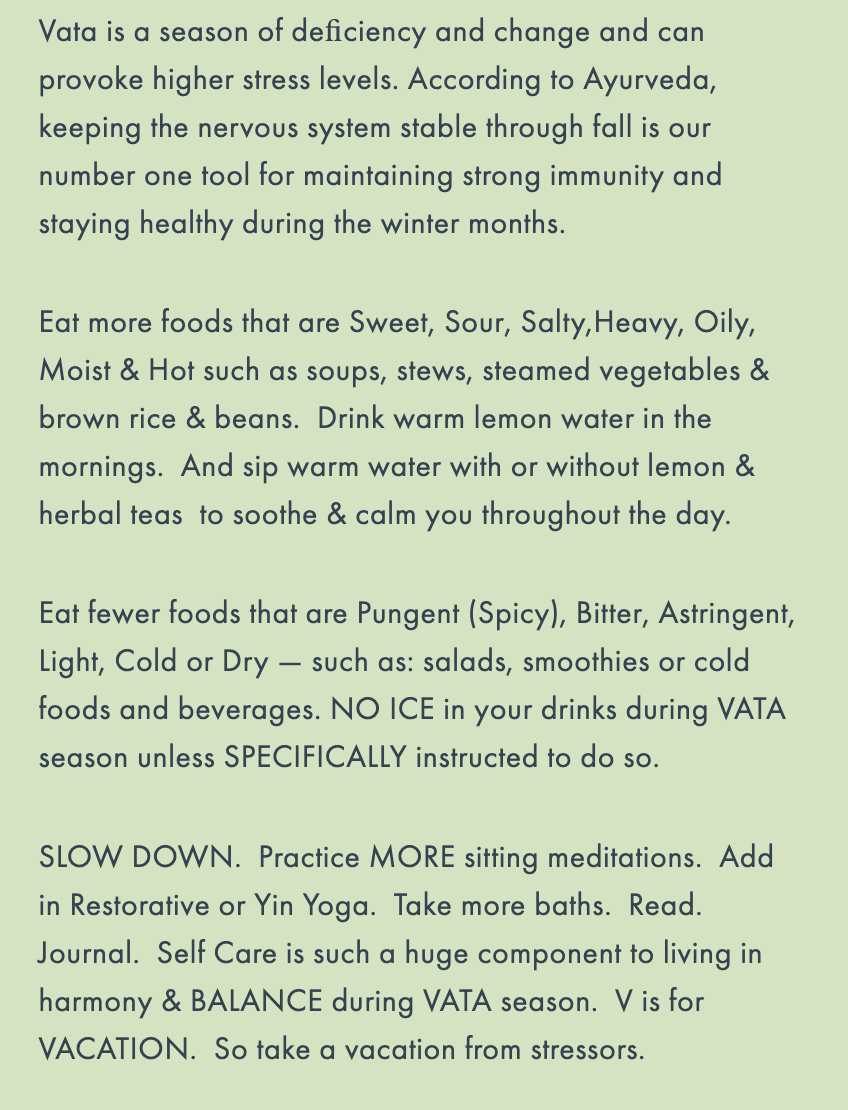 Vata is a season of deficiency and change and can
provoke higher stress levels. According to Ayurveda,
keeping the nervous system stable through fall is our
number one tool for maintaining strong immunity and
staying healthy during the winter months.
Eat more foods that are Sweet, Sour, Salty,Heavy, Oily,
Moist & Hot such as soups, stews, steamed vegetables &
brown rice & beans.  Drink warm lemon water in the
mornings.  And sip warm water with or without lemon &
herbal teas  to soothe & calm you throughout the day.
Eat fewer foods that are Pungent (Spicy), Bitter, Astringent,
Light, Cold or Dry — such as: salads, smoothies or cold
foods and beverages. NO ICE in your drinks during VATA
season unless SPECIFICALLY instructed to do so.
SLOW DOWN.  Practice MORE sitting meditations.  Add
in Restorative or Yin Yoga.  Take more baths.  Read.
Journal.  Self Care is such a huge component to living in
harmony & BALANCE during VATA season.  V is for
VACATION.  So take a vacation from stressors.